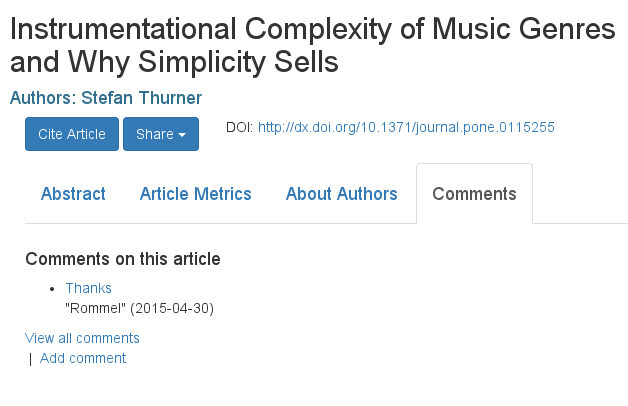 Instrumentational Complexity of Music Genres
and Why Simplicity Sells
Authors: Stefan Thurner
Cite Article Share DOI: http://dx.doi.org/10.1371/journal.pone.0115255
Abstract Article Metrics About Authors Comments
Comments on this article
• Thanks
"Rommel" (2015-04-30)
View all comments
| Add comment